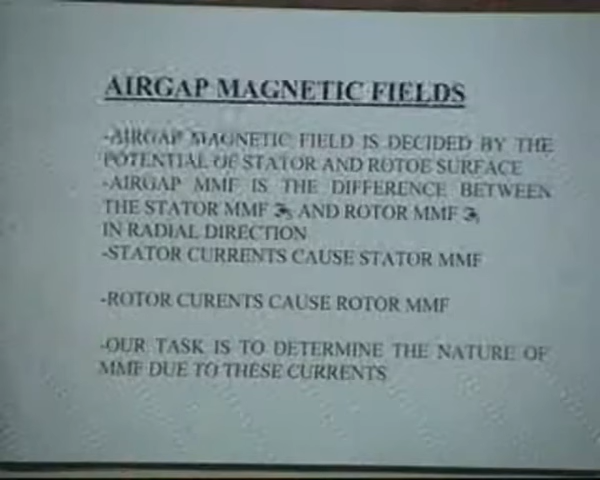 AIRGAP MAGNETIC FIELDS
-AIRGAP MAGNETIC FIELD IS DECIDED BY THE
POTENTIAL OF STATOR AND ROTOE SURFACE
-AIRGAP MMF IS THE DIFFERENCE BETWEEN
THE STATOR MMF AND ROTOR MMF
IN RADIAL DIRECTION
-STATOR CURRENTS CAUSE STATOR MMF
-ROTOR CURENTS CAUSE ROTOR MMF
-OUR TASK IS TO DETERMINE THE NATURE OF
MMF DUE TO THESE CURRENTS